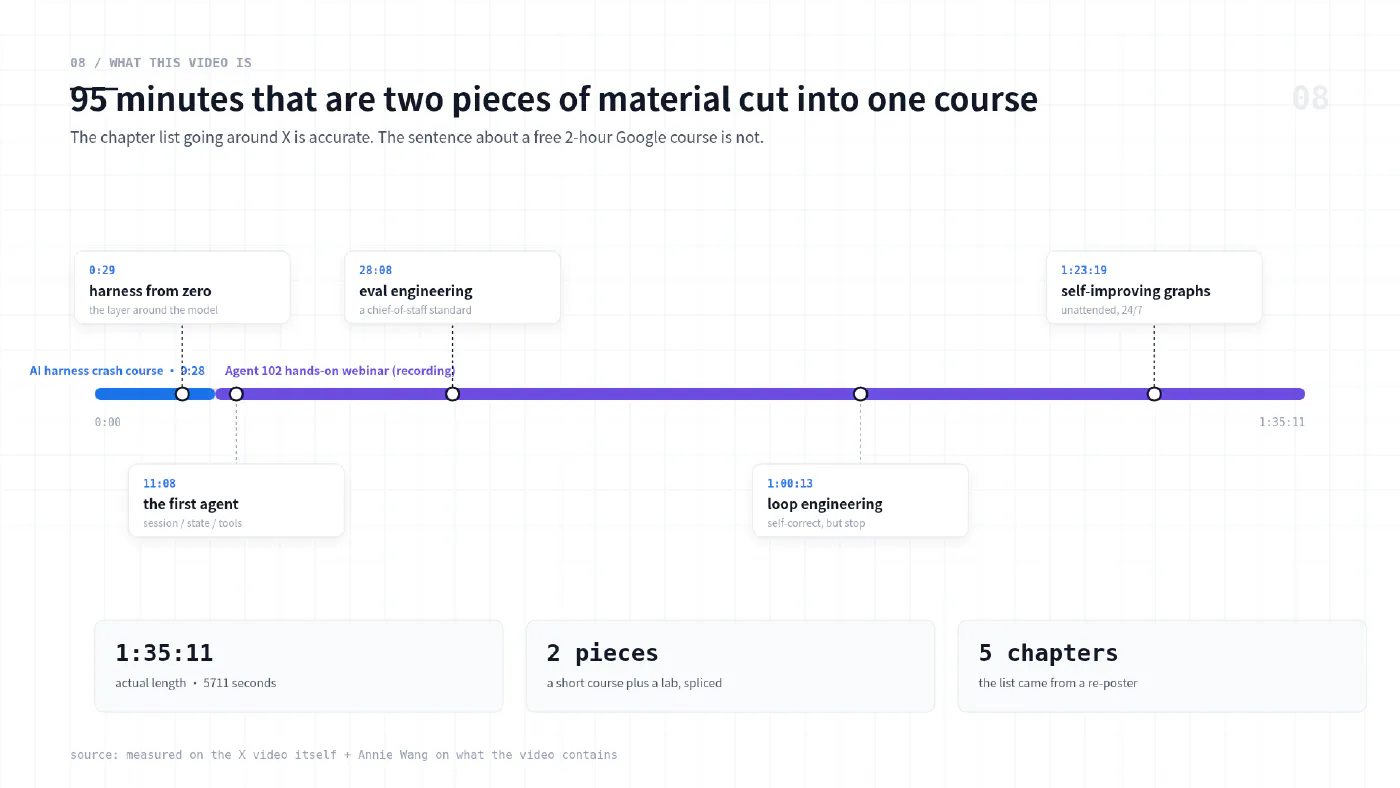 08 / WHAT THIS VIDEO IS
95 minutes that are two pieces of material cut into one course
08
The chapter list going around X is accurate. The sentence about a free 2-hour Google course is not.
0:29
harness from zero
the layer around the model
28:08
eval engineering
a chief-of-staff standard
1:23:19
self-improving graphs
unattended, 24/7
AI harness crash course • 9:28
Agent 102 hands-on webinar (recording)
0:00
1:35:11
11:08
the first agent
session / state / tools
1:00:13
loop engineering
self-correct, but stop
1:35:11
actual length • 5711 seconds
2 pieces
a short course plus a lab, spliced
5 chapters
the list came from a re-poster
source: measured on the X video itself + Annie Wang on what the video contains